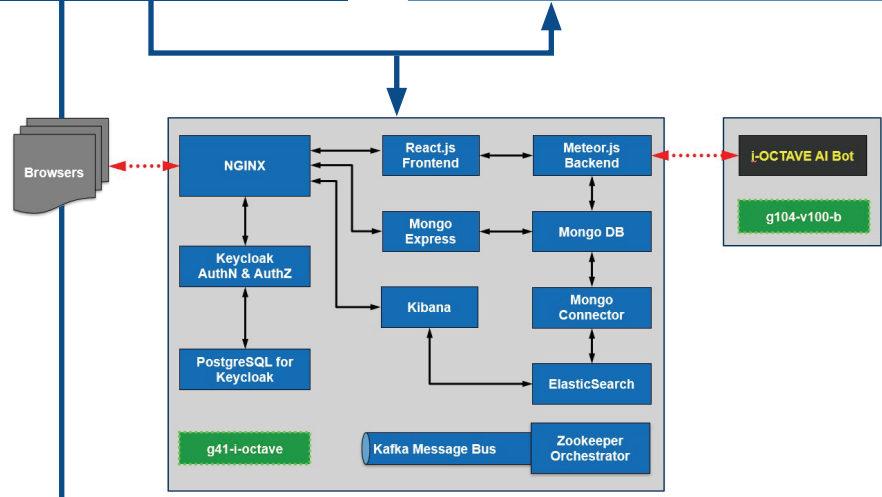 Browsers
NGINX
React.js
Frontend
Meteor.js
Backend
i-OCTAVE AI Bot
g104-v100-b
Mongo
Express
Mongo DB
Keycloak
AuthN & AuthZ
Kibana
Mongo
Connector
PostgreSQL for
Keycloak
ElasticSearch
g41-i-octave
Kafka Message Bus
Zookeeper
Orchestrator